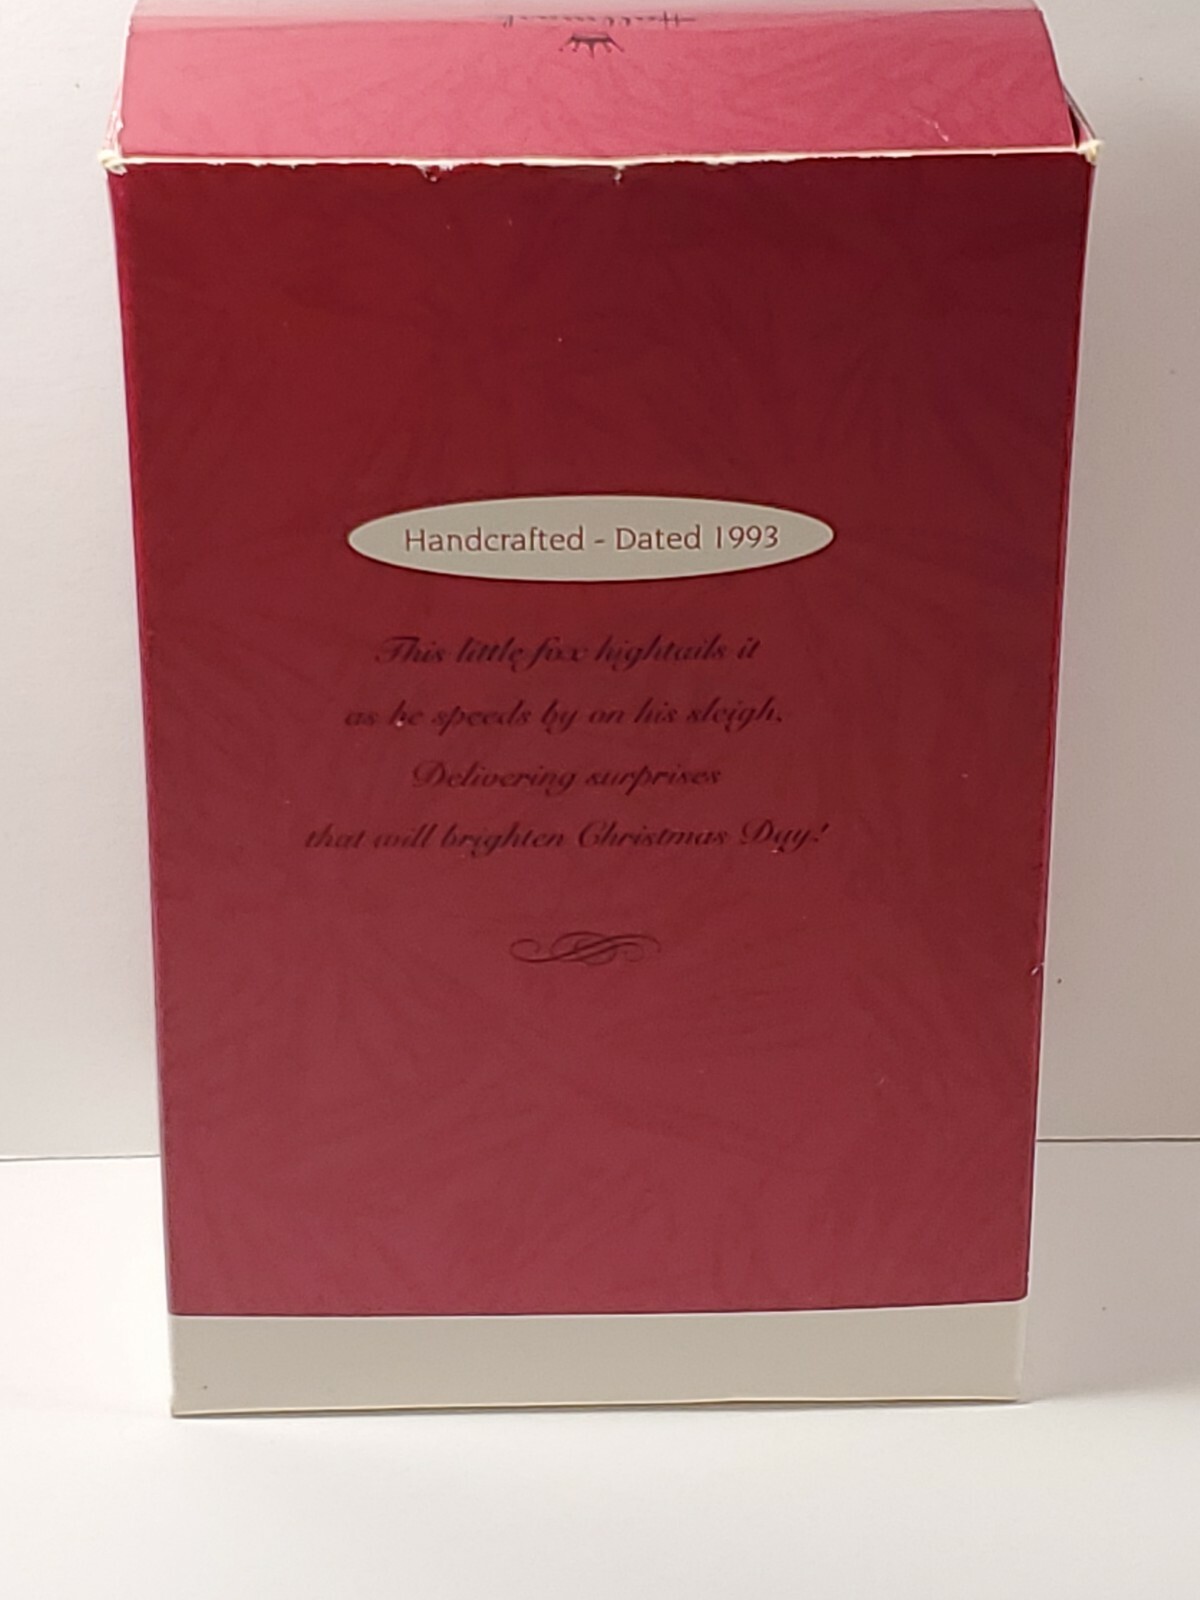 Hallmark
Handcrafted - Dated 1993
This little fox hightails it
as he speeds by on his sleigh,
Delivering surprises
that will brighten Christmas Day!